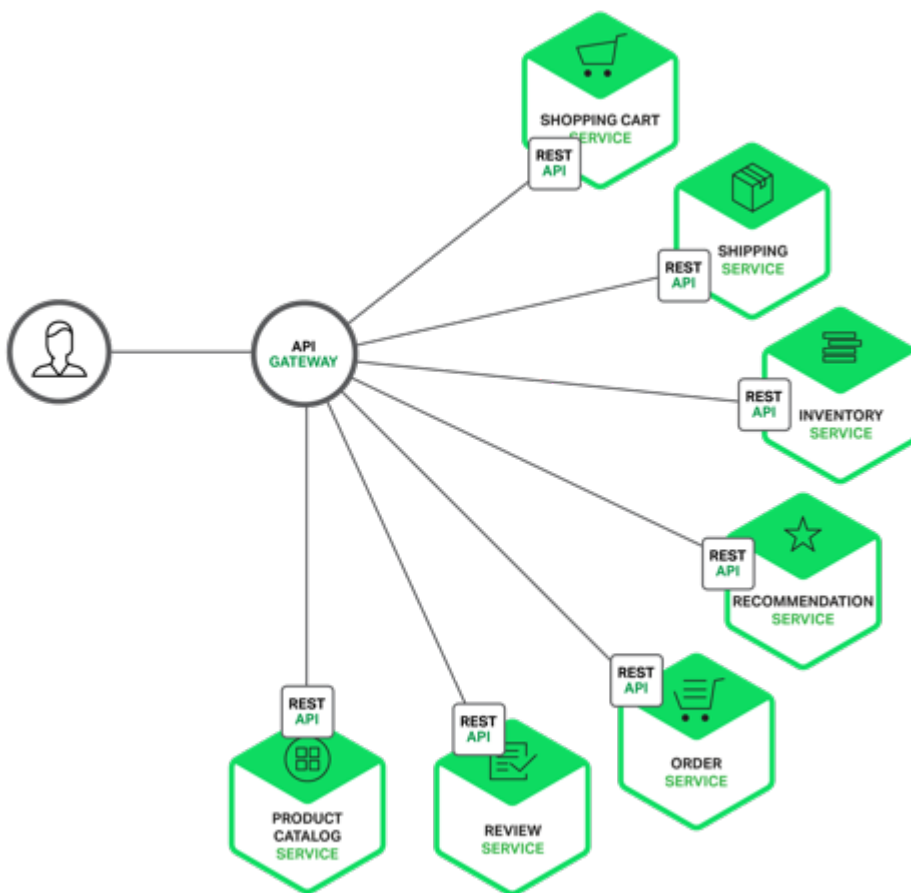 SHOPPING CART
SERVICE
REST
API
SHIPPING
SERVICE
REST
API
API
GATEWAY
REST
API
INVENTORY
SERVICE
REST
API
RECOMMENDATION
SERVICE
REST
API
ORDER
SERVICE
REST
API
PRODUCT
CATALOG
SERVICE
REST
API
REVIEW
SERVICE